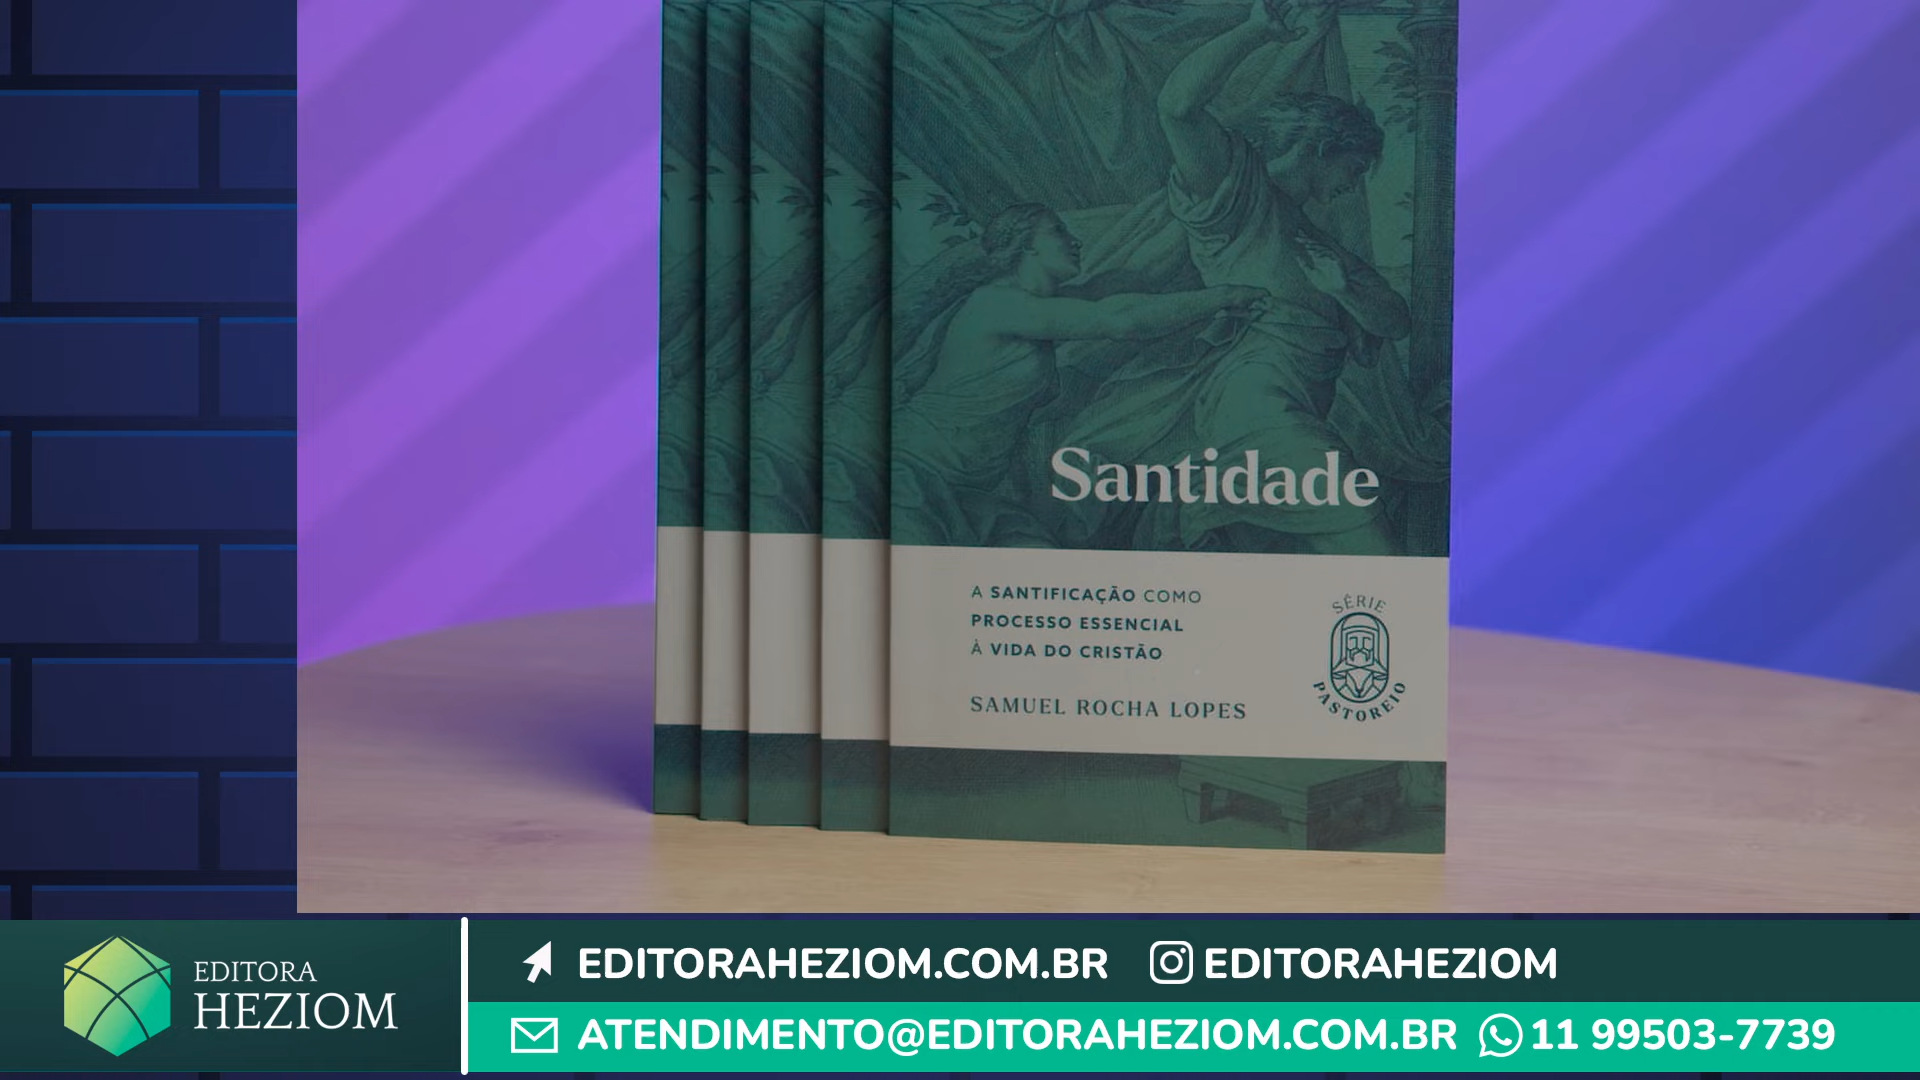 Santidade
A SANTIFICAÇÃO COMO
PROCESSO ESSENCIAL
À VIDA DO CRISTÃO
SAMUEL ROCHA LOPES
SÉRIE
PASTOREIO
EDITORA
HEZIOM
EDITORAHEZIOM.COM.BR EDITORAHEZIOM
ATENDIMENTO@EDITORAHEZIOM.COM.BR 11 99503-7739